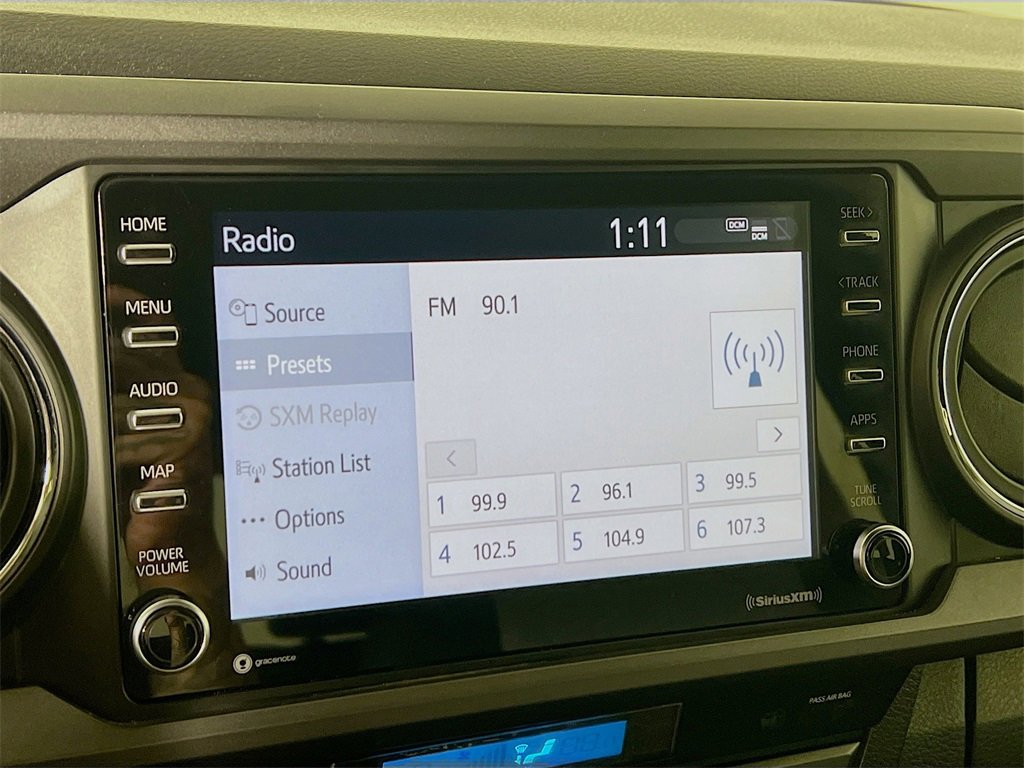 HOME
MENU
AUDIO
MAP
POWER
VOLUME
Radio
1:11
DCM
DCM
Source
Presets
SXM Replay
Station List
Options
Sound
FM 90.1
<
>
1 99.9
2 96.1
3 99.5
4 102.5
5 104.9
6 107.3
SEEK >
< TRACK
PHONE
APPS
TUNE
SCROLL
gracenote
((SiriusXM))
PASS AIR BAG